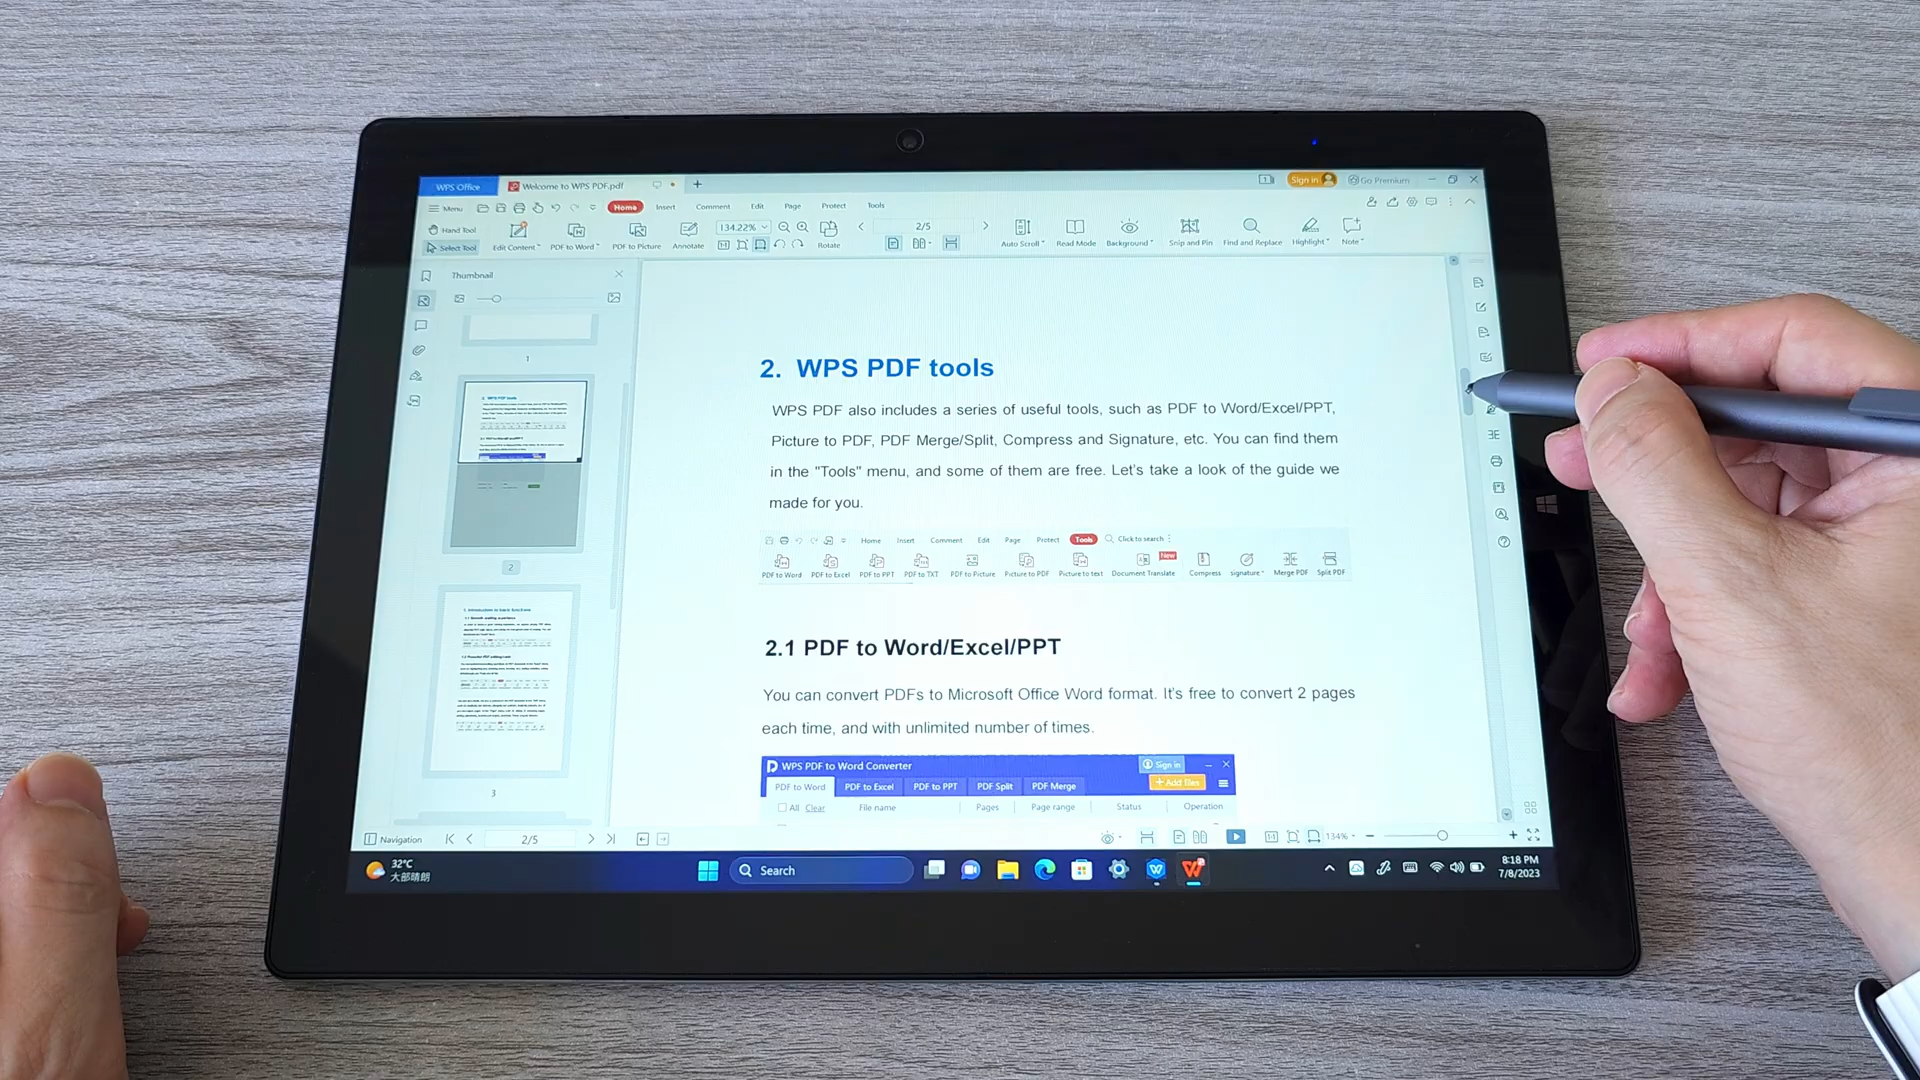 WPS Office
Welcome to WPS PDF.pdf
+
1
Sign in
Go Premium
Menu
Home
Insert
Comment
Edit
Page
Protect
Tools
Hand Tool
Select Tool
Edit Content
PDF to Word
PDF to Picture
Annotate
134.22%
Rotate
2/5
Auto Scroll
Read Mode
Background
Snip and Pin
Find and Replace
Highlight
Note
Thumbnail
1
2
3
2. WPS PDF tools
WPS PDF also includes a series of useful tools, such as PDF to Word/Excel/PPT,
Picture to PDF, PDF Merge/Split, Compress and Signature, etc. You can find them
in the "Tools" menu, and some of them are free. Let's take a look of the guide we
made for you.
Home Insert Comment Edit Page Protect Tools Click to search
PDF to Word PDF to Excel PDF to PPT PDF to TXT PDF to Picture Picture to PDF Picture to text Document Translate New Compress signature Merge PDF Split PDF
2.1 PDF to Word/Excel/PPT
You can convert PDFs to Microsoft Office Word format. It's free to convert 2 pages
each time, and with unlimited number of times.
WPS PDF to Word Converter
Sign in
PDF to Word PDF to Excel PDF to PPT PDF Split PDF Merge
+ Add files
All Clear File name Pages Page range Status Operation
Navigation
2/5
134%
32°C
大部晴朗
Search
8:18 PM
7/8/2023